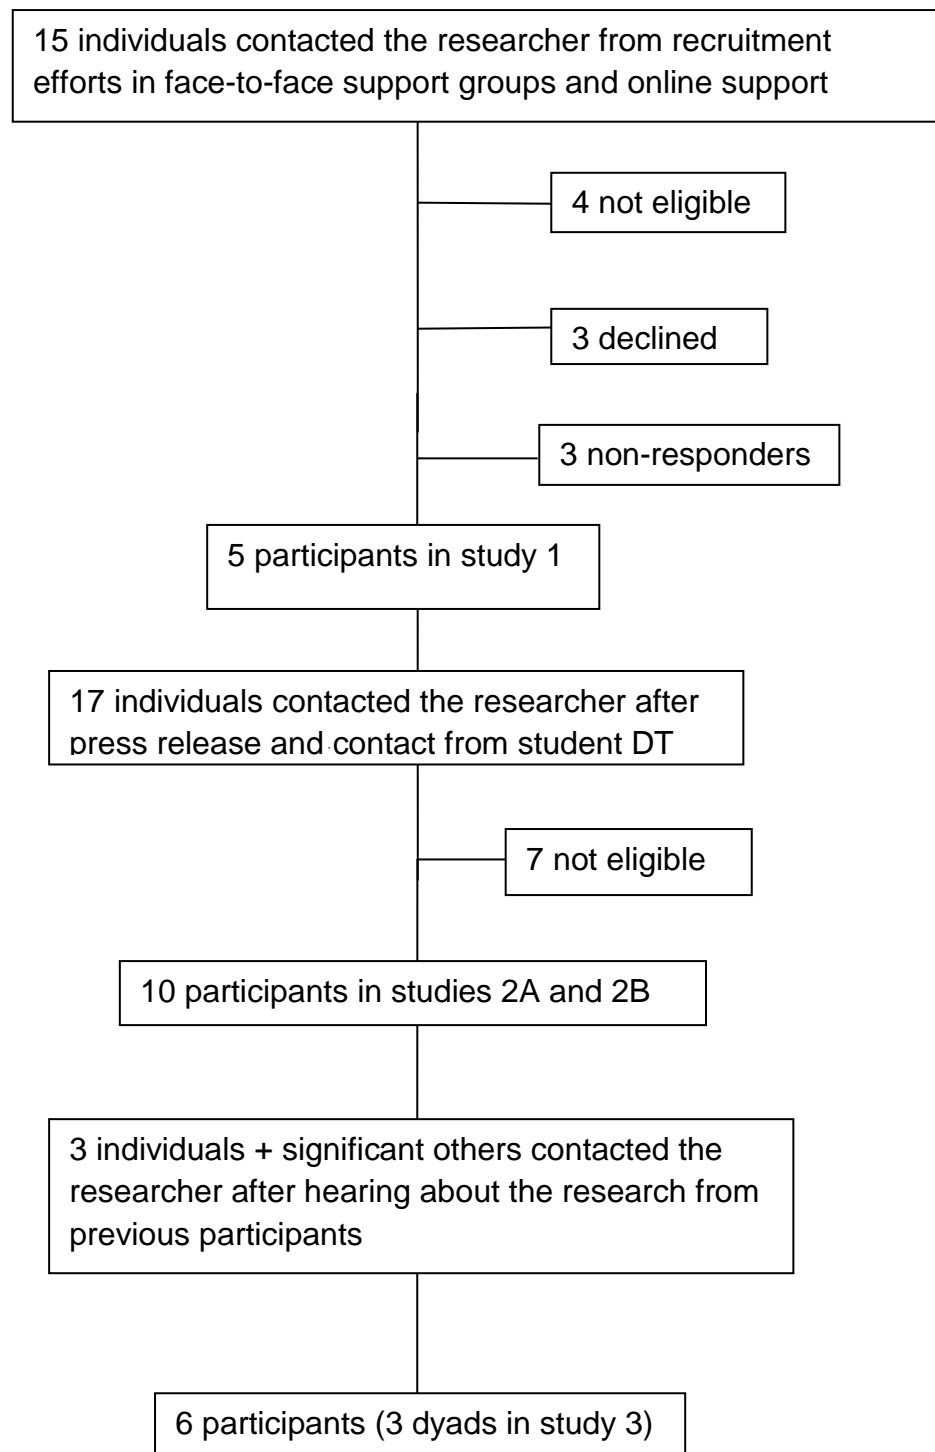 15 individuals contacted the researcher from recruitment
efforts in face-to-face support groups and online support
4 not eligible
3 declined
3 non-responders
5 participants in study 1
17 individuals contacted the researcher after
press release and contact from student DT
7 not eligible
10 participants in studies 2A and 2B
3 individuals + significant others contacted the
researcher after hearing about the research from
previous participants
6 participants (3 dyads in study 3)